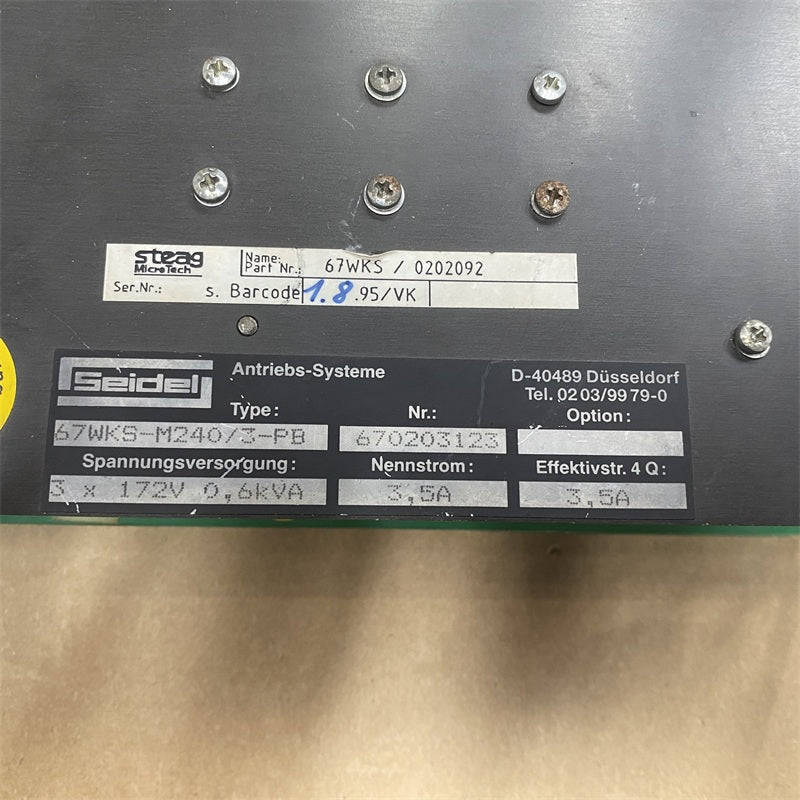 steag
MicroTech
Name:
Part Nr.: 67WKS / 0202092
Ser.Nr.: s. Barcode 1.8.95/VK
Seidel
Antriebs-Systeme
D-40489 Düsseldorf
Tel. 02 03/99 79-0
Type: Nr.: Option:
67WKS-M240/3-PB 670203123
Spannungsversorgung: Nennstrom: Effektivstr. 4 Q:
3 x 172V 0,6kVA 3,5A 3,5A